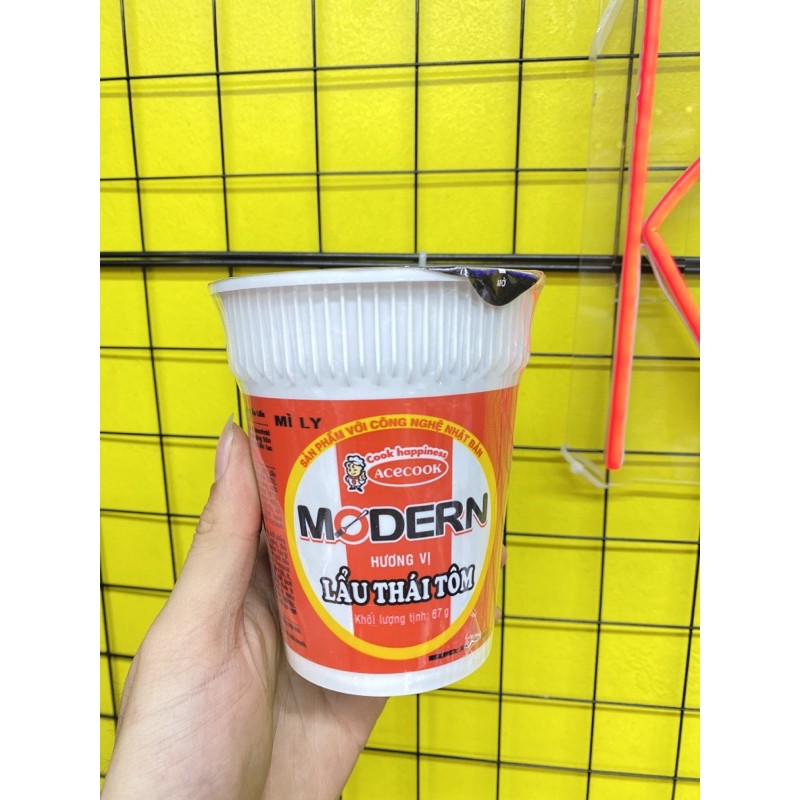 MỞ
MÌ LY
SẢN PHẨM VỚI CÔNG NGHỆ NHẬT BẢN
Cook happiness
ACECOOK
MODERN
HƯƠNG VỊ
LẨU THÁI TÔM
Khối lượng tịnh: 67 g
K